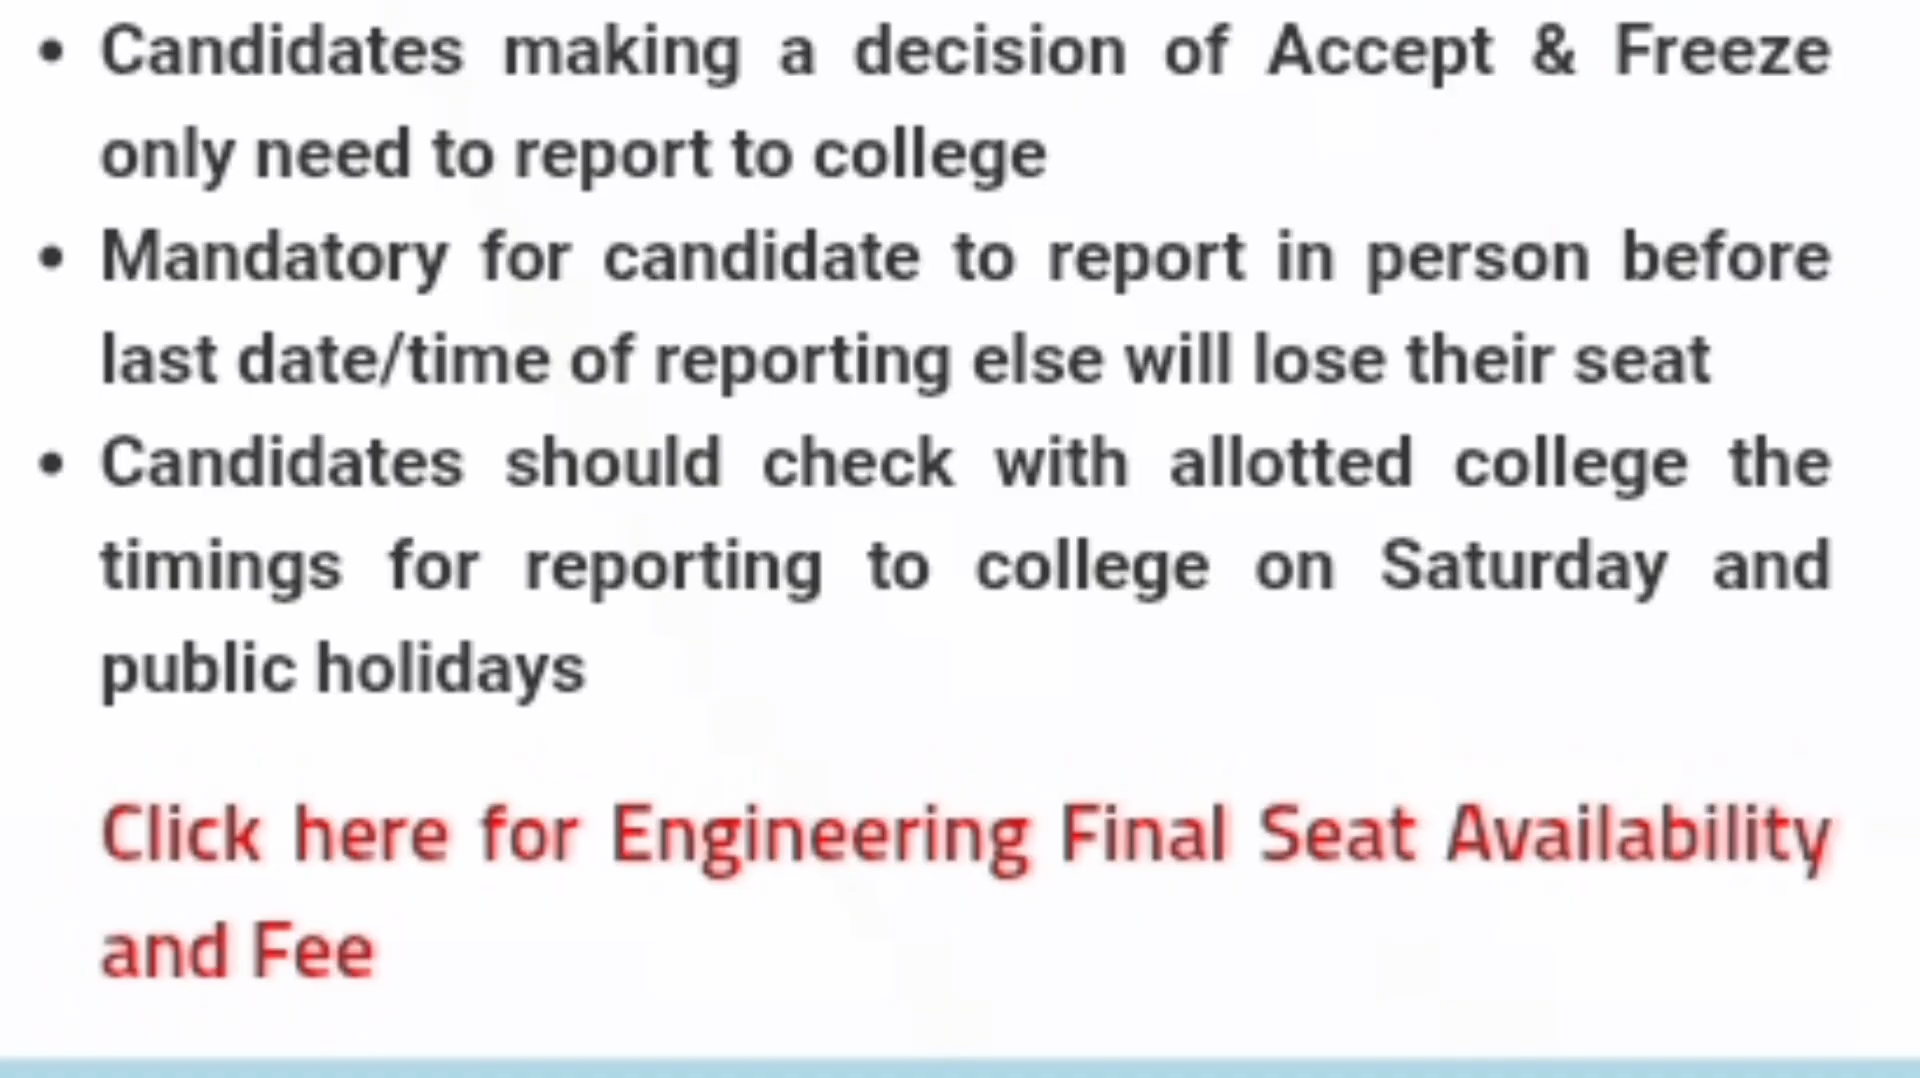 • Candidates making a decision of Accept & Freeze
only need to report to college
• Mandatory for candidate to report in person before
last date/time of reporting else will lose their seat
• Candidates should check with allotted college the
timings for reporting to college on Saturday and
public holidays
Click here for Engineering Final Seat Availability
and Fee